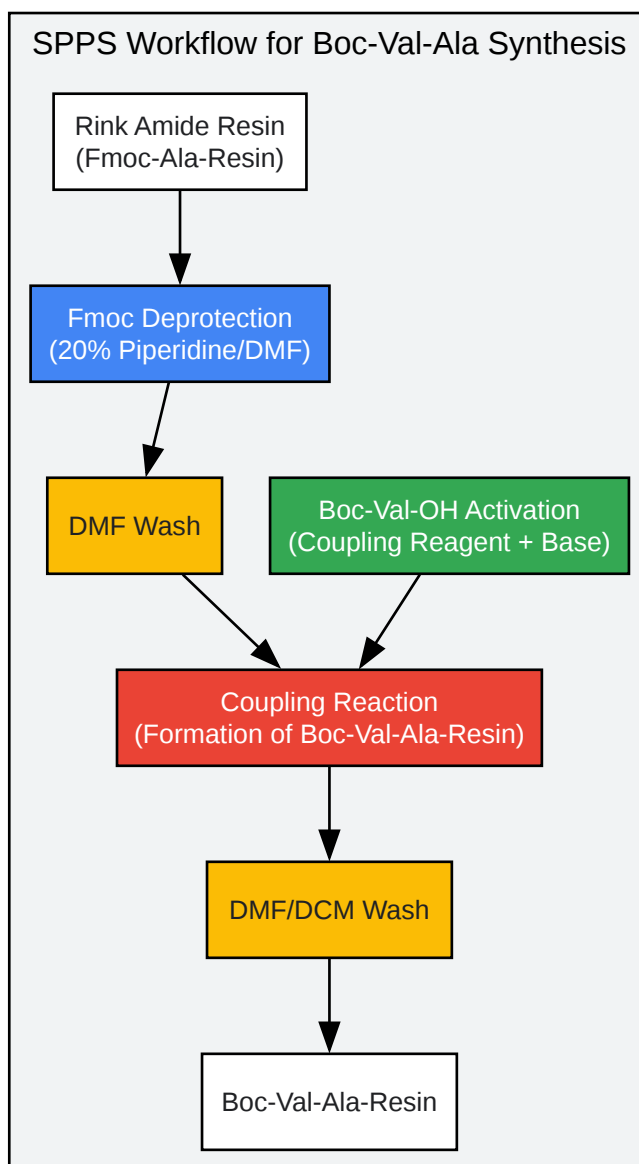 SPPS Workflow for Boc-Val-Ala Synthesis
Rink Amide Resin
(Fmoc-Ala-Resin)
Fmoc Deprotection
(20% Piperidine/DMF)
DMF Wash
Boc-Val-OH Activation
(Coupling Reagent + Base)
Coupling Reaction
(Formation of Boc-Val-Ala-Resin)
DMF/DCM Wash
Boc-Val-Ala-Resin